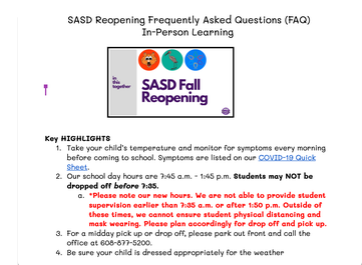 SASD Reopening Frequently Asked Questions (FAQ)
In-Person Learning
in this together
SASD Fall
Reopening
Key HIGHLIGHTS
1. Take your child's temperature and monitor for symptoms every morning
before coming to school. Symptoms are listed on our COVID-19 Quick
Sheet.
2. Our school day hours are 7:45 a.m. - 1:45 p.m. Students may NOT be
dropped off before 7:35.
a. *Please note our new hours. We are not able to provide student
supervision earlier than 7:35 a.m. or after 1:50 p.m. Outside of
these times, we cannot ensure student physical distancing and
mask wearing. Please plan accordingly for drop off and pick up.
3. For a midday pick up or drop off, please park out front and call the
office at 608-877-5200.
4. Be sure your child is dressed appropriately for the weather